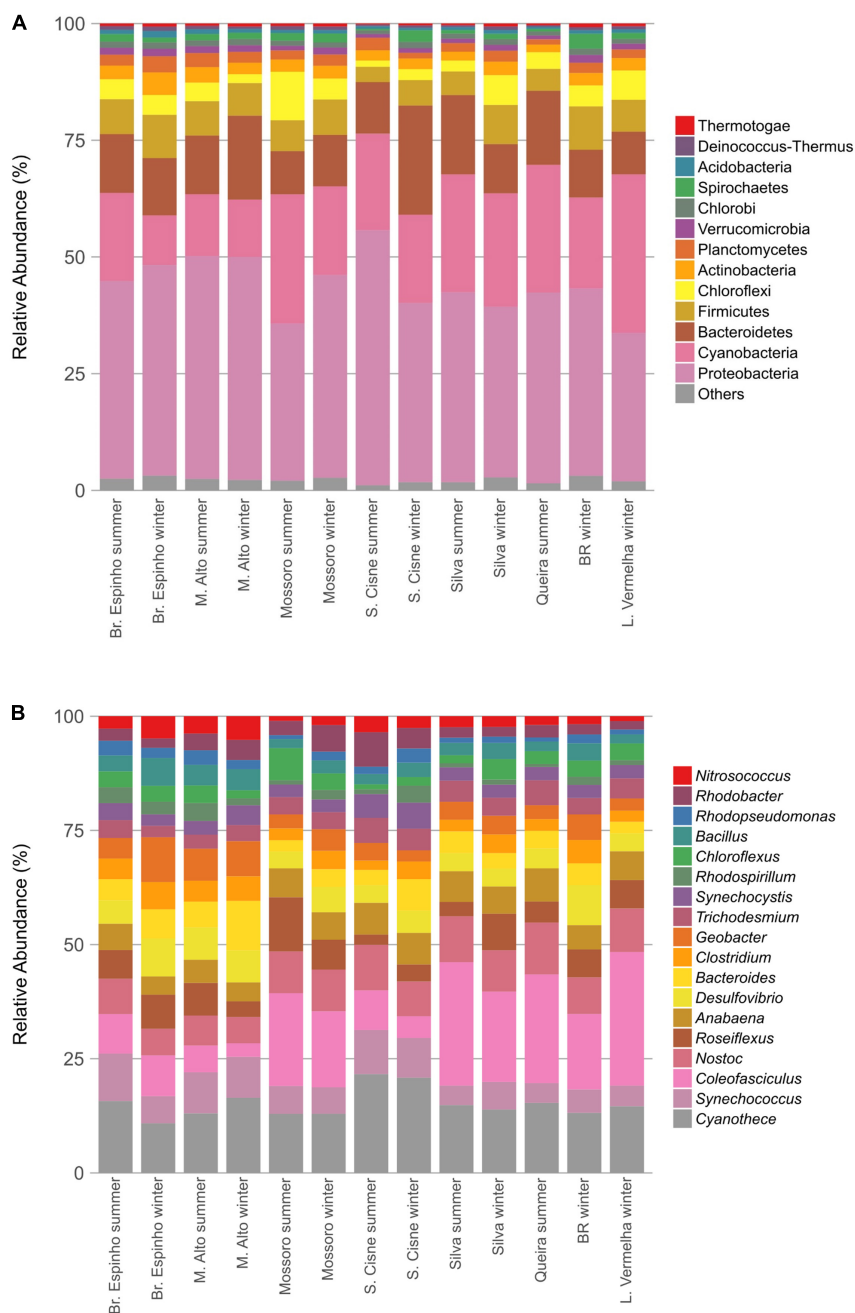 A
Relative Abundance (%)
100
75
50
25
0
Br. Espinho summer
Br. Espinho winter
M. Alto summer
M. Alto winter
Mossoro summer
Mossoro winter
S. Cisne summer
S. Cisne winter
Silva summer
Silva winter
Queira summer
BR winter
L. Vermelha winter
Thermotogae
Deinococcus-Thermus
Acidobacteria
Spirochaetes
Chlorobi
Verrucomicrobia
Planctomycetes
Actinobacteria
Chloroflexi
Firmicutes
Bacteroidetes
Cyanobacteria
Proteobacteria
Others
B
Relative Abundance (%)
100
75
50
25
0
Br. Espinho summer
Br. Espinho winter
M. Alto summer
M. Alto winter
Mossoro summer
Mossoro winter
S. Cisne summer
S. Cisne winter
Silva summer
Silva winter
Queira summer
BR winter
L. Vermelha winter
Nitrosococcus
Rhodobacter
Rhodopseudomonas
Bacillus
Chloroflexus
Rhodospirillum
Synechocystis
Trichodesmium
Geobacter
Clostridium
Bacteroides
Desulfovibrio
Anabaena
Roseiflexus
Nostoc
Coleofasciculus
Synechococcus
Cyanothece